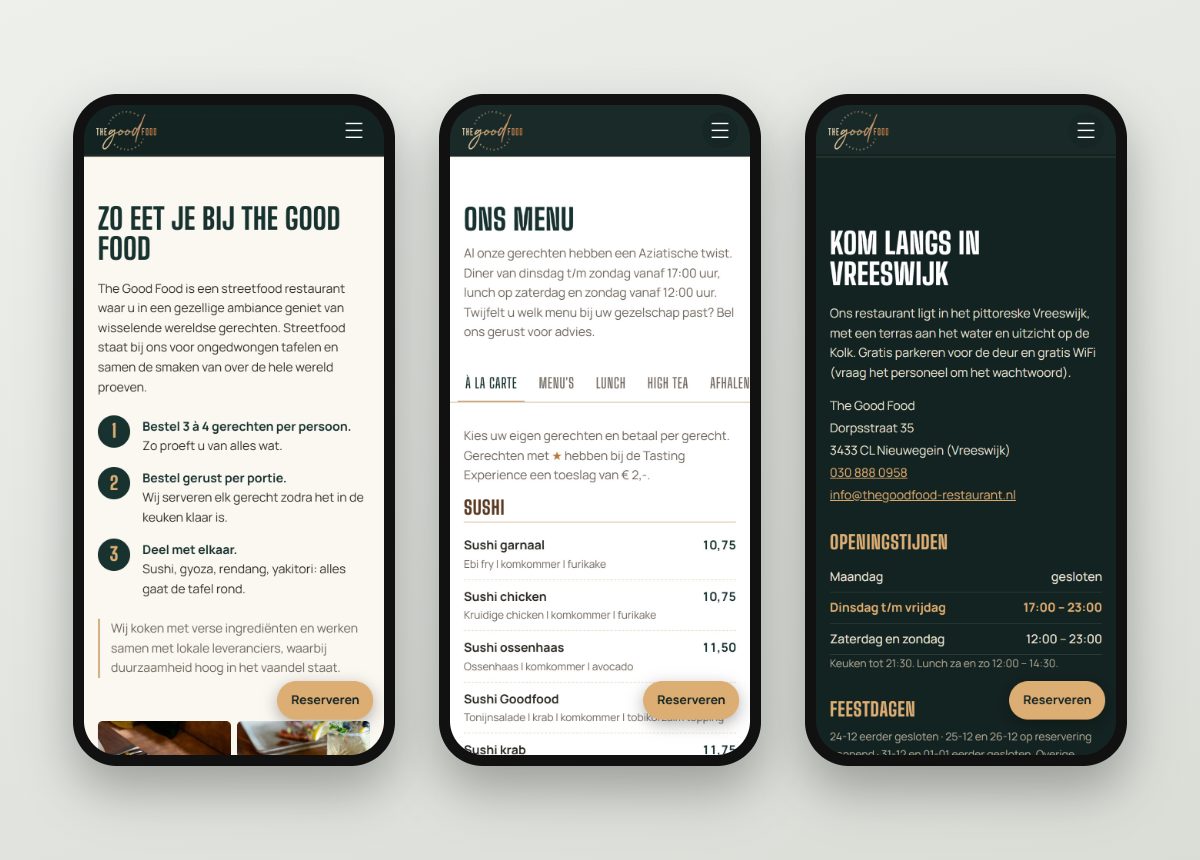 THE good FOOD
ZO EET JE BIJ THE GOOD
FOOD
The Good Food is een streetfood restaurant
waar u in een gezellige ambiance geniet van
wisselende wereldse gerechten. Streetfood
staat bij ons voor ongedwongen tafelen en
samen de smaken van over de hele wereld
proeven.
1
Bestel 3 à 4 gerechten per persoon.
Zo proeft u van alles wat.
2
Bestel gerust per portie.
Wij serveren elk gerecht zodra het in de
keuken klaar is.
3
Deel met elkaar.
Sushi, gyoza, rendang, yakitori: alles
gaat de tafel rond.
Wij koken met verse ingrediënten en werken
samen met lokale leveranciers, waarbij
duurzaamheid hoog in het vaandel staat.
Reserveren
THE good FOOD
ONS MENU
Al onze gerechten hebben een Aziatische twist.
Diner van dinsdag t/m zondag vanaf 17:00 uur,
lunch op zaterdag en zondag vanaf 12:00 uur.
Twijfelt u welk menu bij uw gezelschap past? Bel
ons gerust voor advies.
À LA CARTE MENU'S LUNCH HIGH TEA AFHALEN
Kies uw eigen gerechten en betaal per gerecht.
Gerechten met ★ hebben bij de Tasting
Experience een toeslag van € 2,-.
SUSHI
Sushi garnaal 10,75
Ebi fry | komkommer | furikake
Sushi chicken 10,75
Kruidige chicken | komkommer | furikake
Sushi ossenhaas 11,50
Ossenhaas | komkommer | avocado
Sushi Goodfood
Tonijnsalade | krab | komkommer | topping
Reserveren
Sushi krab 11,75
THE good FOOD
KOM LANGS IN
VREESWIJK
Ons restaurant ligt in het pittoreske Vreeswijk,
met een terras aan het water en uitzicht op de
Kolk. Gratis parkeren voor de deur en gratis WiFi
(vraag het personeel om het wachtwoord).
The Good Food
Dorpsstraat 35
3433 CL Nieuwegein (Vreeswijk)
030 888 0958
info@thegoodfood-restaurant.nl
OPENINGSTIJDEN
Maandag gesloten
Dinsdag t/m vrijdag 17:00 – 23:00
Zaterdag en zondag 12:00 – 23:00
Keuken tot 21:30. Lunch za en zo 12:00 – 14:30.
FEESTDAGEN
Reserveren
24-12 eerder gesloten · 25-12 en 26-12 op reservering
geopend · 31-12 en 01-01 eerder gesloten. Overige